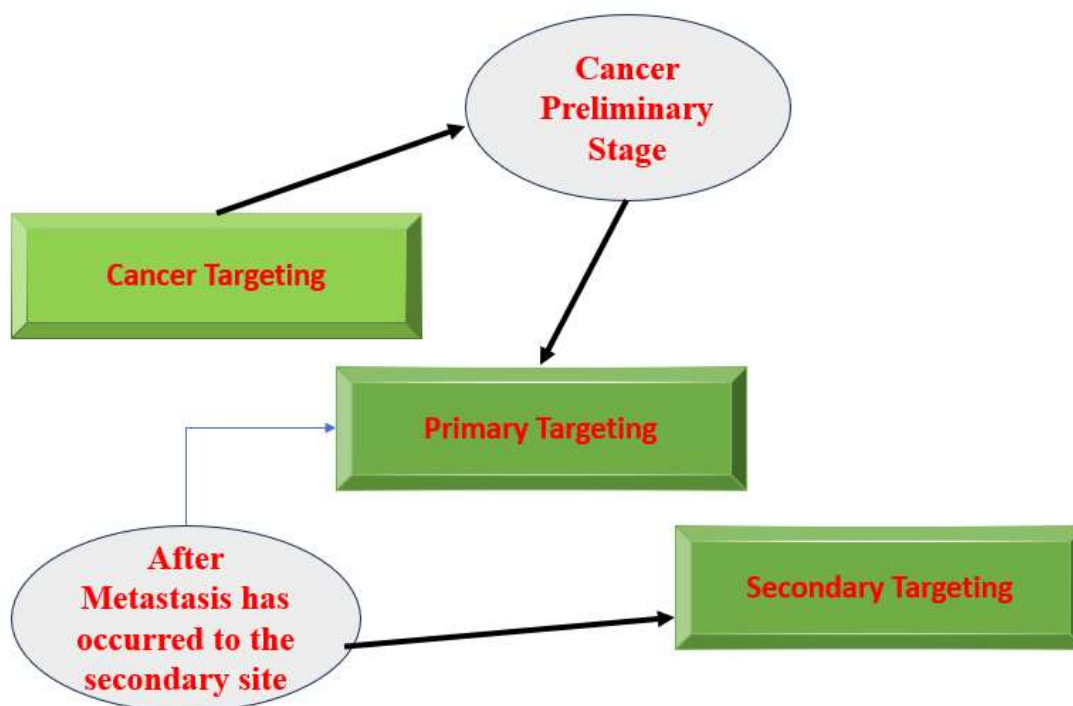 Cancer
Preliminary
Stage
Cancer Targeting
Primary Targeting
Secondary Targeting
After
Metastasis has
occurred to the
secondary site